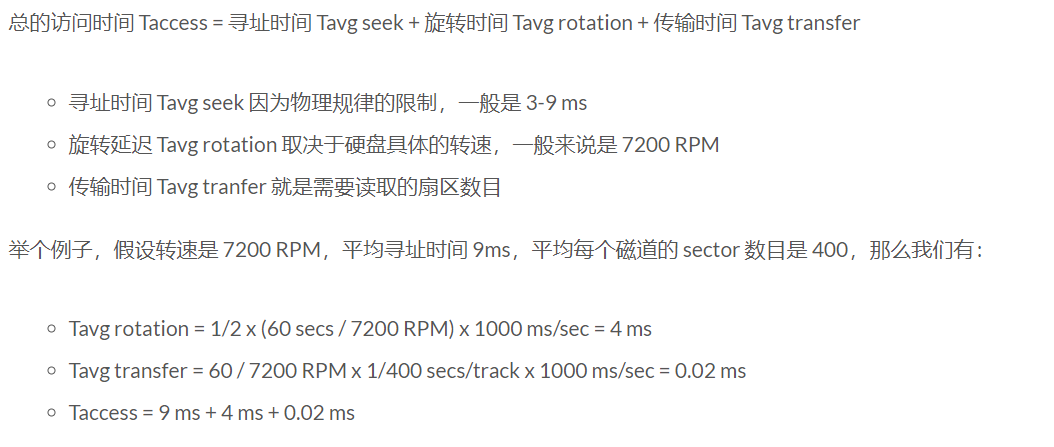 总的访问时间 Taccess = 寻址时间 Tavg seek + 旋转时间 Tavg rotation + 传输时间 Tavg transfer
寻址时间 Tavg seek 因为物理规律的限制，一般是 3-9 ms
旋转延迟 Tavg rotation 取决于硬盘具体的转速，一般来说是 7200 RPM
传输时间 Tavg tranfer 就是需要读取的扇区数目
举个例子，假设转速是 7200 RPM，平均寻址时间 9ms，平均每个磁道的 sector 数目是 400，那么我们有：
Tavg rotation = 1/2 x (60 secs / 7200 RPM) x 1000 ms/sec = 4 ms
Tavg transfer = 60 / 7200 RPM x 1/400 secs/track x 1000 ms/sec = 0.02 ms
Taccess = 9 ms + 4 ms + 0.02 ms